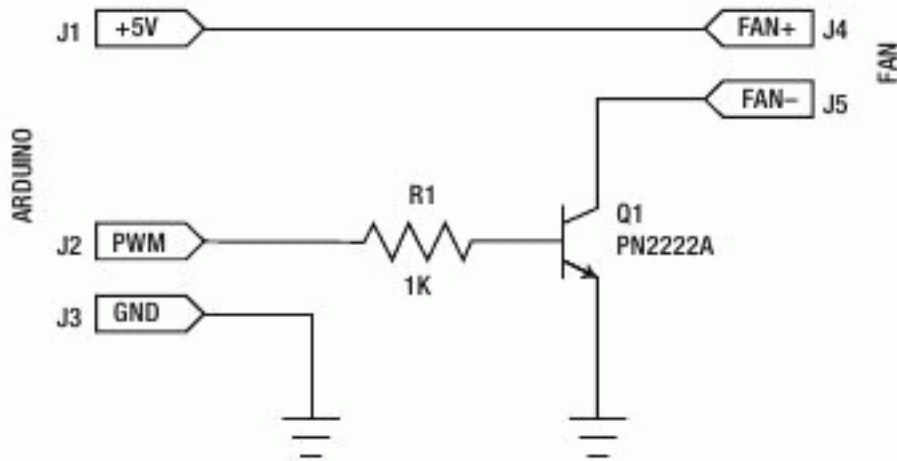 J1 +5V
FAN+ J4
FAN
FAN− J5
ARDUINO
R1
Q1
PN2222A
J2 PWM
1K
J3 GND